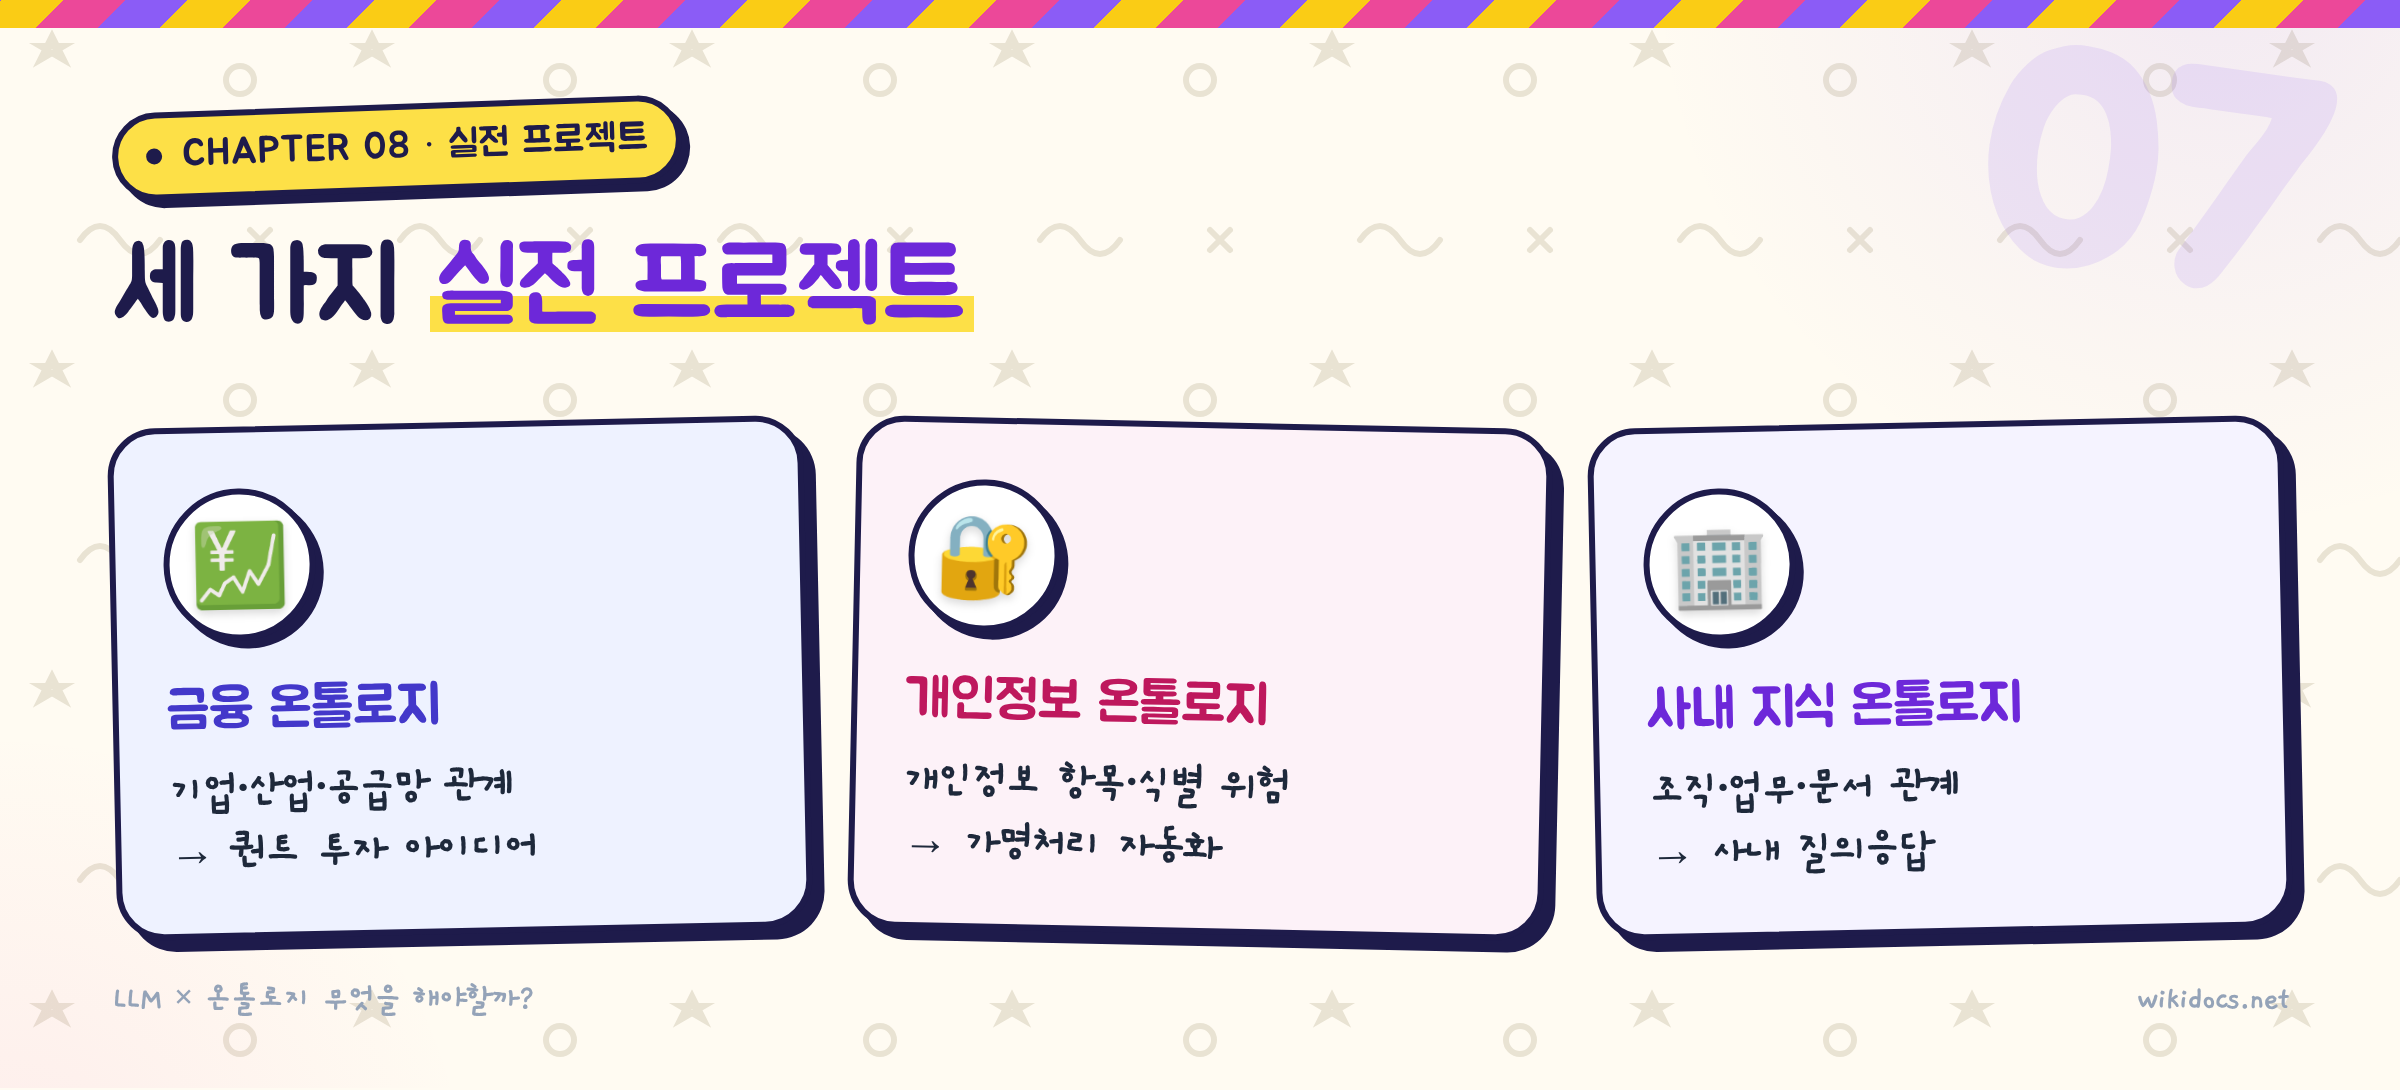 07
CHAPTER 08 · 실전 프로젝트
세 가지 실전 프로젝트
금융 온톨로지
기업·산업·공급망 관계
→ 퀀트 투자 아이디어
개인정보 온톨로지
개인정보 항목·식별 위험
→ 가명처리 자동화
사내 지식 온톨로지
조직·업무·문서 관계
→ 사내 질의응답
LLM × 온톨로지 무엇을 해야할까?
wikidocs.net